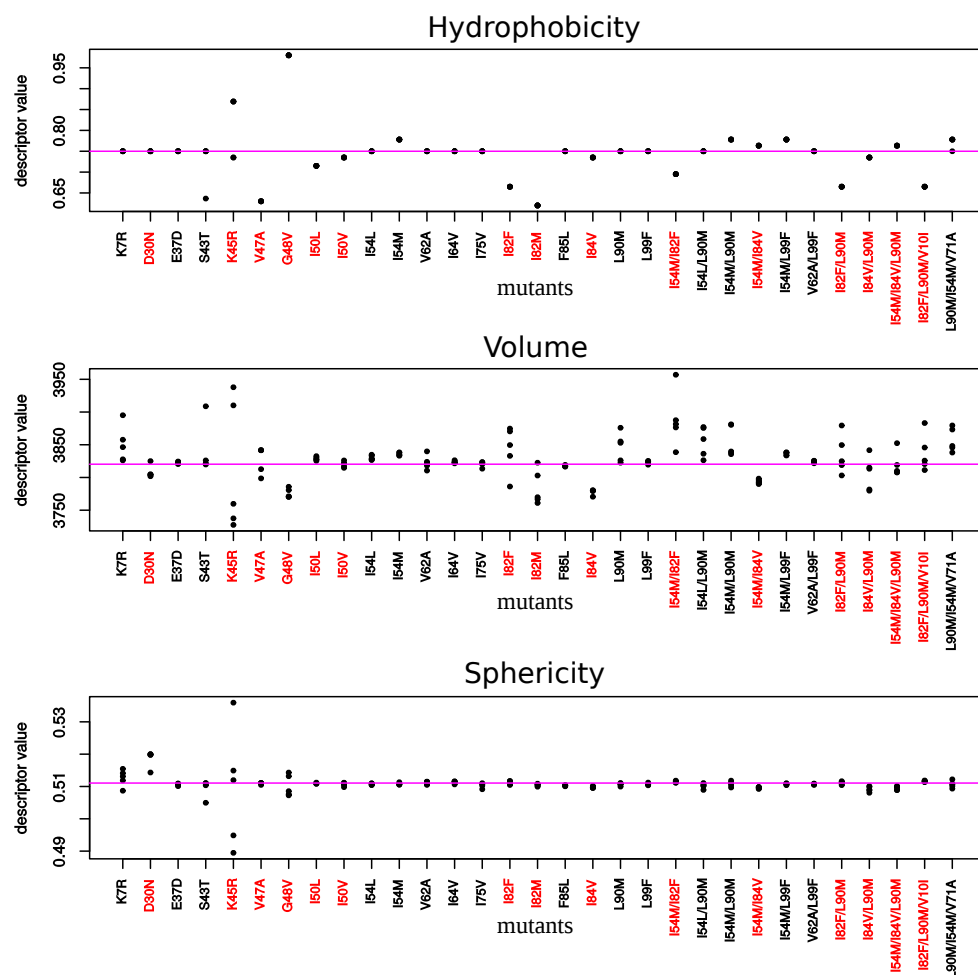 Hydrophobicity
descriptor value
0.95
0.80
0.65
K7R
D30N
E37D
S43T
K45R
V47A
G48V
I50L
I50V
I54L
I54M
V62A
I64V
I75V
I82F
I82M
F85L
I84V
L90M
L99F
I54M/I82F
I54L/L90M
I54M/L90M
I54M/I84V
I54M/L99F
V62A/L99F
I82F/L90M
I84V/L90M
I54M/I84V/L90M
I82F/L90M/V10I
L90M/I54M/V71A
mutants
Volume
descriptor value
3950
3850
3750
K7R
D30N
E37D
S43T
K45R
V47A
G48V
I50L
I50V
I54L
I54M
V62A
I64V
I75V
I82F
I82M
F85L
I84V
L90M
L99F
I54M/I82F
I54L/L90M
I54M/L90M
I54M/I84V
I54M/L99F
V62A/L99F
I82F/L90M
I84V/L90M
I54M/I84V/L90M
I82F/L90M/V10I
L90M/I54M/V71A
mutants
Sphericity
descriptor value
0.53
0.51
0.49
K7R
D30N
E37D
S43T
K45R
V47A
G48V
I50L
I50V
I54L
I54M
V62A
I64V
I75V
I82F
I82M
F85L
I84V
L90M
L99F
I54M/I82F
I54L/L90M
I54M/L90M
I54M/I84V
I54M/L99F
V62A/L99F
I82F/L90M
I84V/L90M
I54M/I84V/L90M
I82F/L90M/V10I
L90M/I54M/V71A
mutants